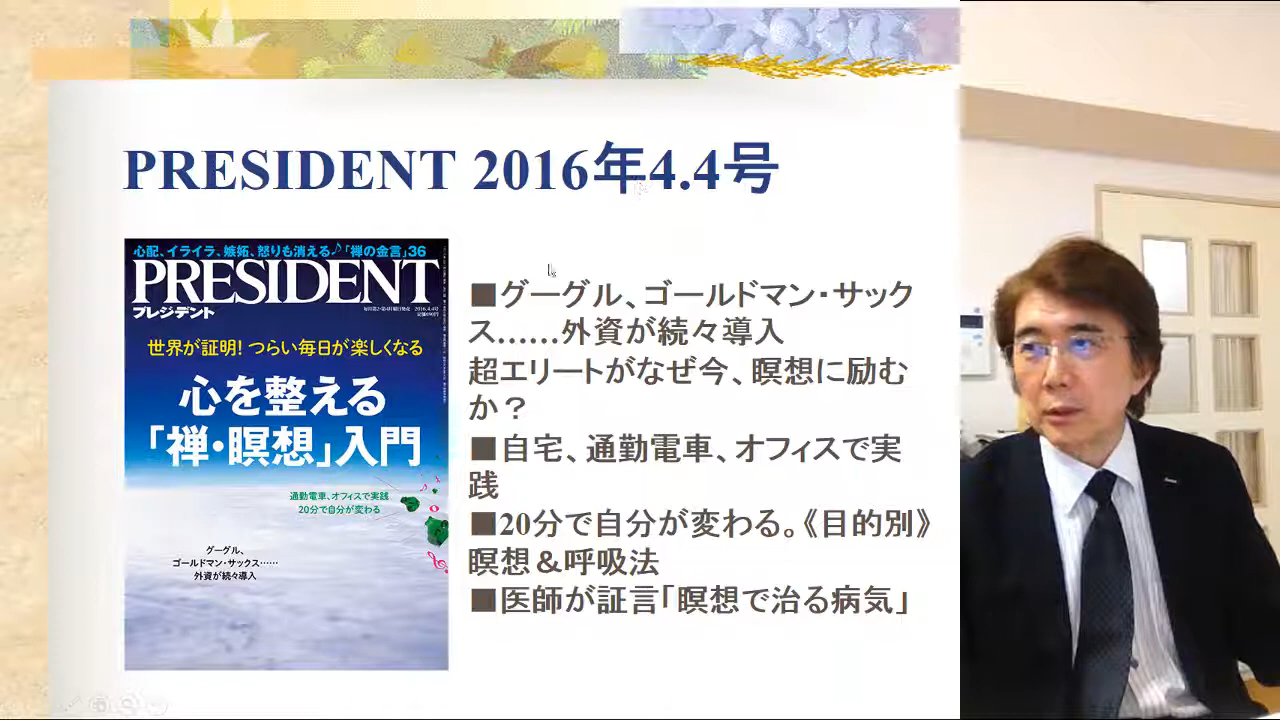 PRESIDENT 2016年4.4号
心配、イライラ、嫉妬、怒りも消える♪「禅の金言」36
PRESIDENT
プレジデント
2016.4.4号
世界が証明! つらい毎日が楽しくなる
心を整える
「禅・瞑想」入門
通勤電車、オフィスで実践
20分で自分が変わる
グーグル、
ゴールドマン・サックス……
外資が続々導入
■グーグル、ゴールドマン・サック
ス……外資が続々導入
超エリートがなぜ今、瞑想に励む
か？
■自宅、通勤電車、オフィスで実
践
■20分で自分が変わる。《目的別》
瞑想＆呼吸法
■医師が証言「瞑想で治る病気」